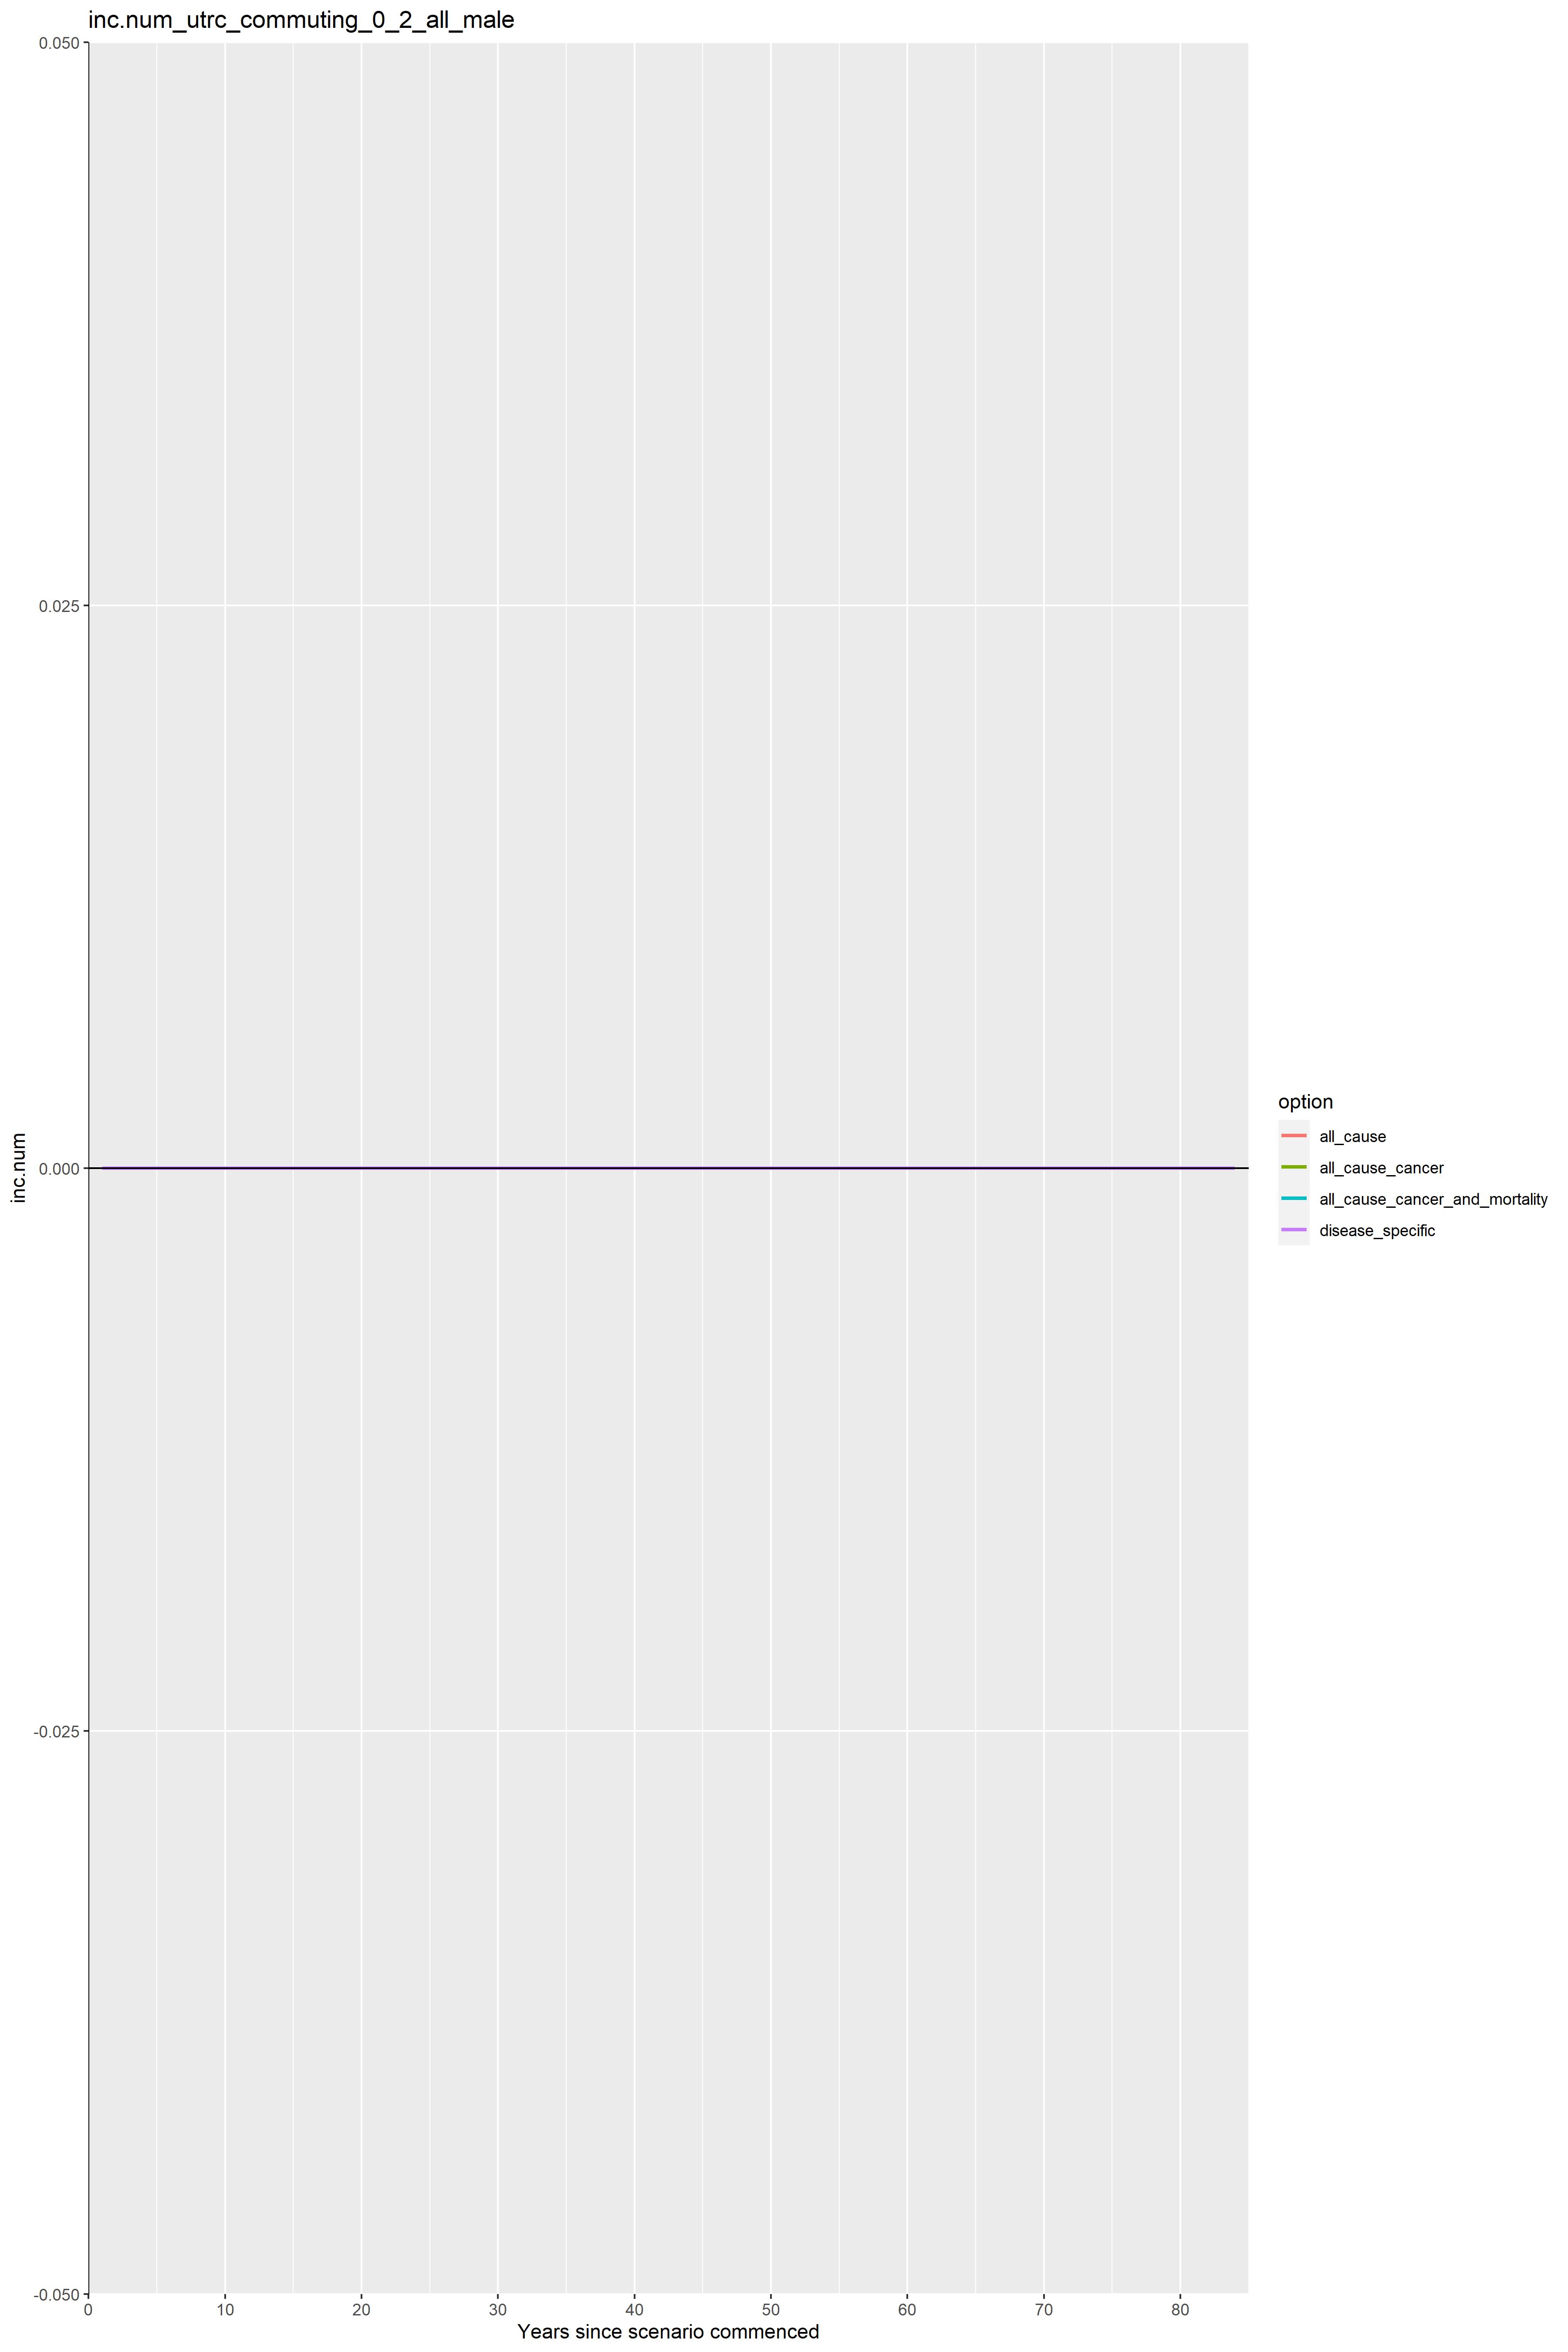 inc.num_utrc_commuting_0_2_all_male
0.050
0.025
0.000
-0.025
-0.050
inc.num
0 10 20 30 40 50 60 70 80
Years since scenario commenced
option
all_cause
all_cause_cancer
all_cause_cancer_and_mortality
disease_specific